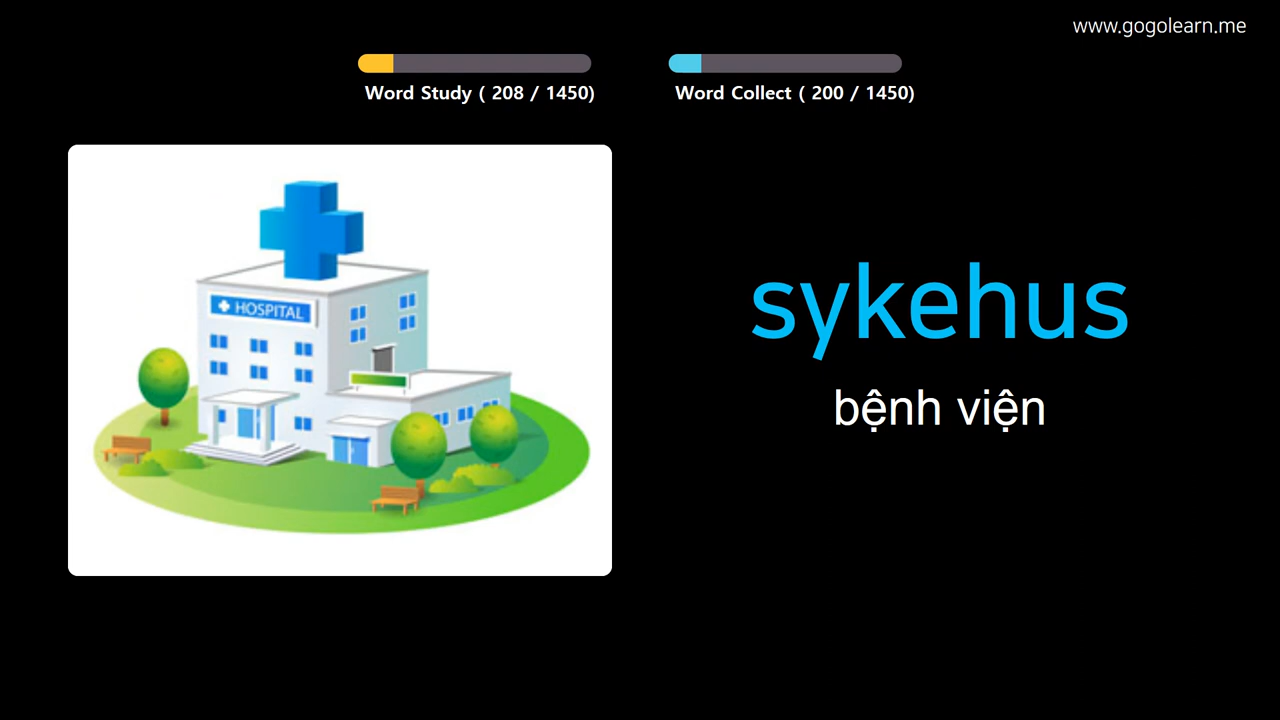 www.gogolearn.me
Word Study ( 208 / 1450)
Word Collect ( 200 / 1450)
HOSPITAL
sykehus
bệnh viện